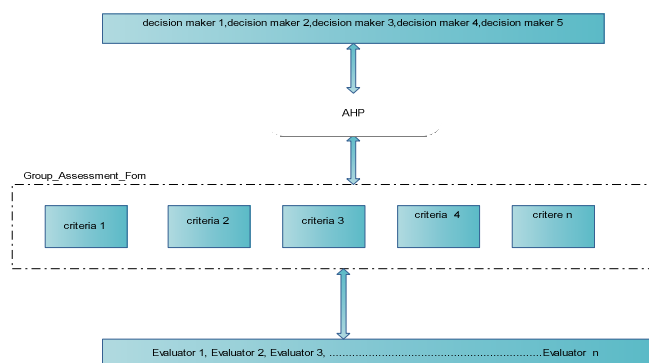 decision maker 1,decision maker 2,decision maker 3,decision maker 4,decision maker 5
AHP
Group_Assessment_Fom
criteria 1
criteria 2
criteria 3
criteria 4
critere n
Evaluator 1, Evaluator 2, Evaluator 3, ....................................................................Evaluator n